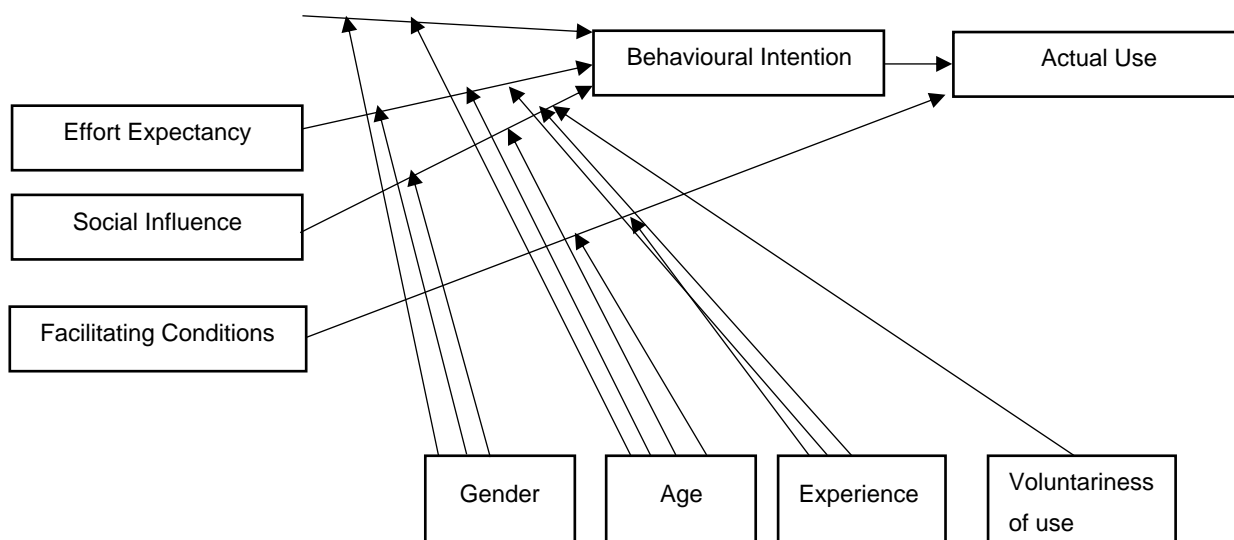 Behavioural Intention
Actual Use
Effort Expectancy
Social Influence
Facilitating Conditions
Gender
Age
Experience
Voluntariness
of use